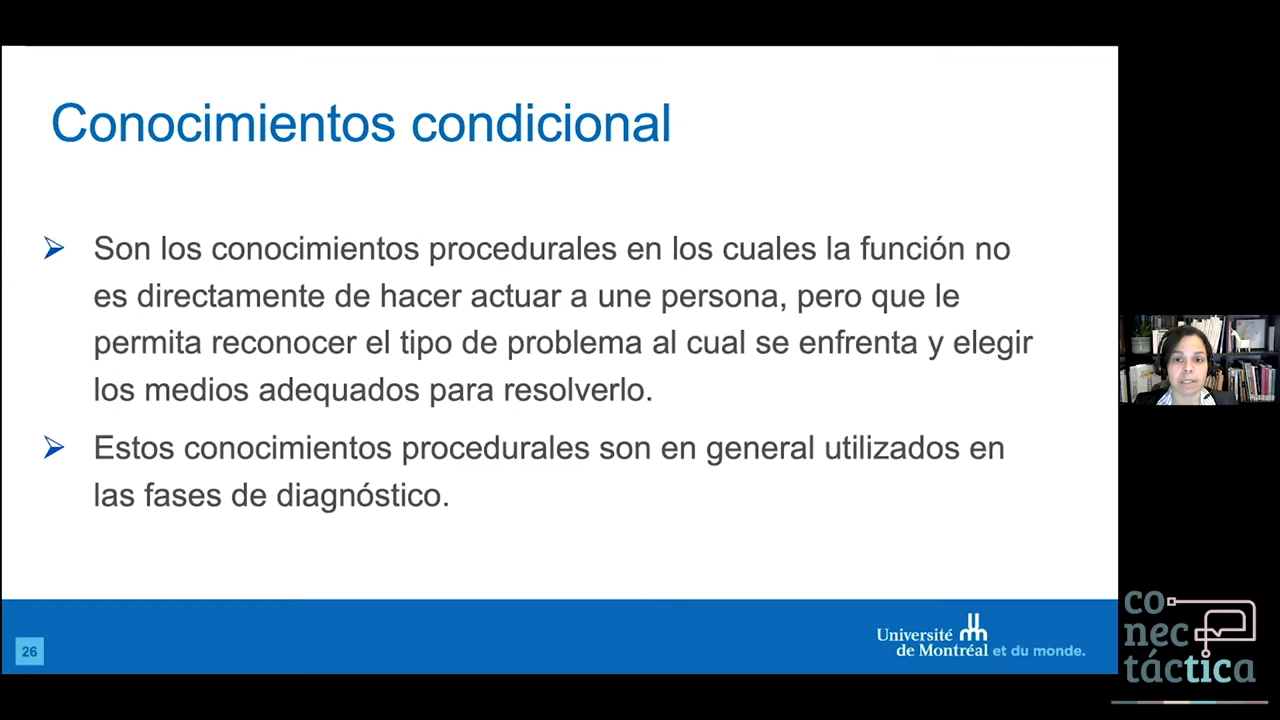 Conocimientos condicional
Son los conocimientos procedurales en los cuales la función no
es directamente de hacer actuar a une persona, pero que le
permita reconocer el tipo de problema al cual se enfrenta y elegir
los medios adequados para resolverlo.
Estos conocimientos procedurales son en general utilizados en
las fases de diagnóstico.
26
Université
de Montréal et du monde.
co
nec
táctica